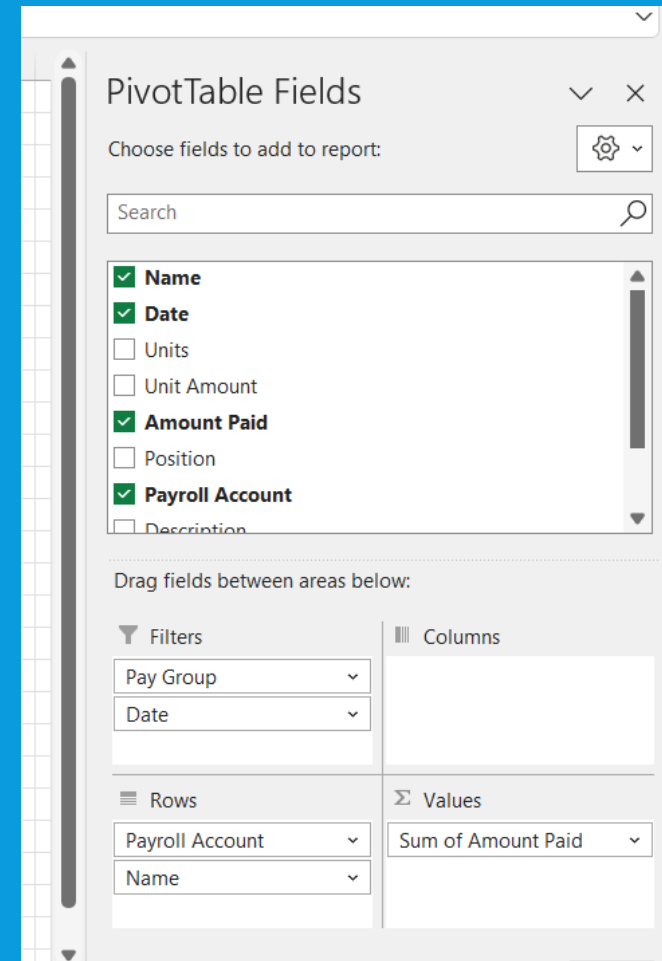 PivotTable Fields
Choose fields to add to report:
Search
Name
Date
Units
Unit Amount
Amount Paid
Position
Payroll Account
Description
Drag fields between areas below:
Filters
Pay Group
Date
Columns
Rows
Payroll Account
Name
Σ Values
Sum of Amount Paid